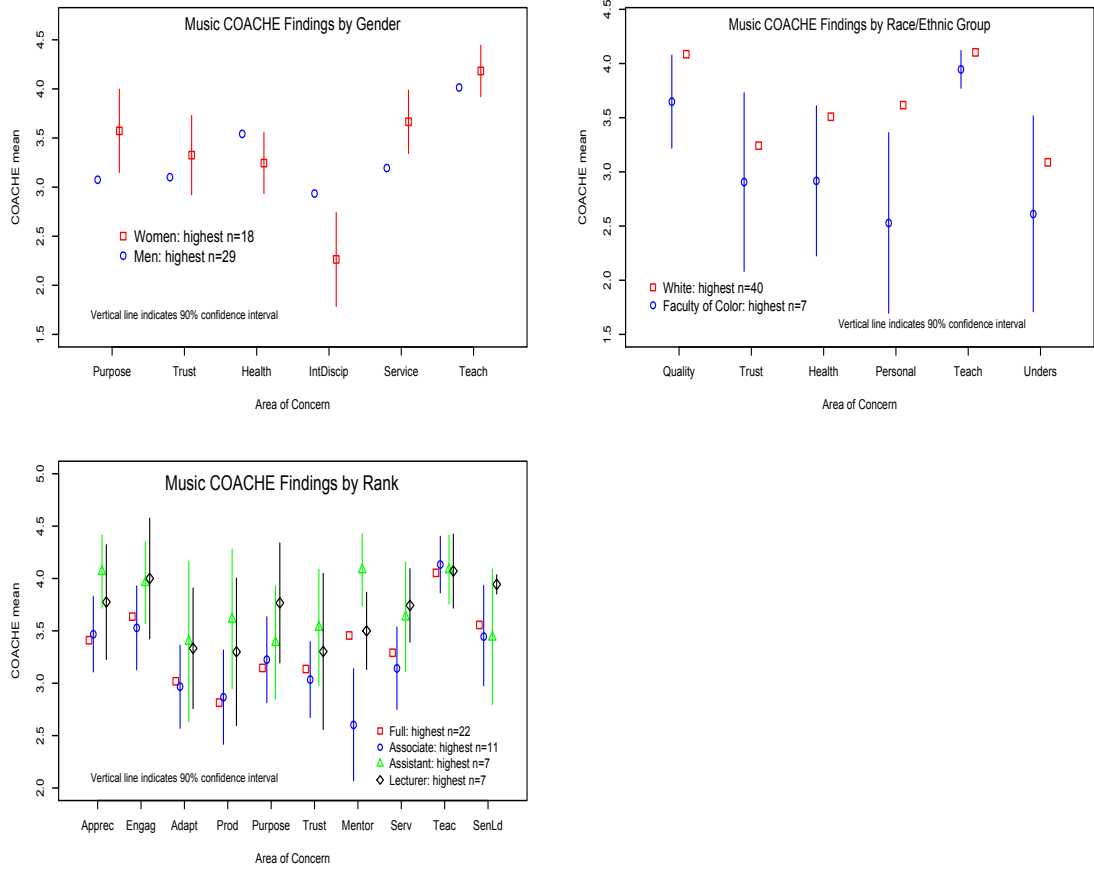 Music COACHE Findings by Gender
COACHE mean
4.5
4.0
3.5
3.0
2.5
2.0
1.5
Women: highest n=18
Men: highest n=29
Vertical line indicates 90% confidence interval
Purpose Trust Health IntDiscip Service Teach
Area of Concern
Music COACHE Findings by Race/Ethnic Group
COACHE mean
4.5
4.0
3.5
3.0
2.5
2.0
1.5
White: highest n=40
Faculty of Color: highest n=7
Vertical line indicates 90% confidence interval
Quality Trust Health Personal Teach Unders
Area of Concern
Music COACHE Findings by Rank
COACHE mean
5.0
4.5
4.0
3.5
3.0
2.5
2.0
Full: highest n=22
Associate: highest n=11
Assistant: highest n=7
Lecturer: highest n=7
Vertical line indicates 90% confidence interval
Apprec Engag Adapt Prod Purpose Trust Mentor Serv Teac SenLd
Area of Concern